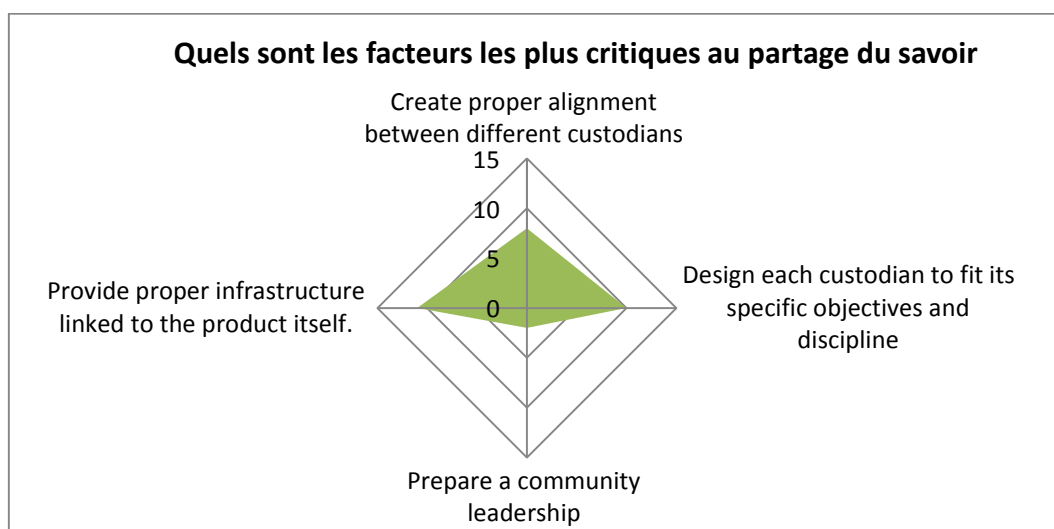 Quels sont les facteurs les plus critiques au partage du savoir
Create proper alignment
between different custodians
15
10
5
0
Design each custodian to fit its
specific objectives and
discipline
Provide proper infrastructure
linked to the product itself.
Prepare a community
leadership